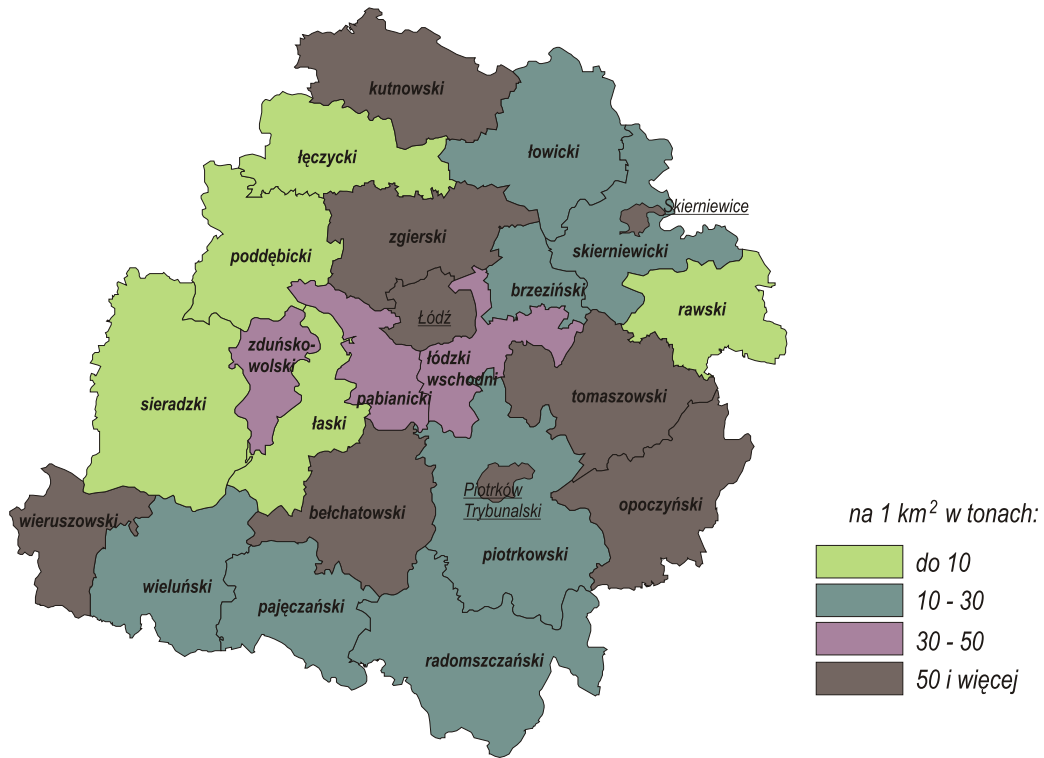 kutnowski
łęczycki
łowicki
Skierniewice
zgierski
skierniewicki
poddębicki
brzeziński
rawski
Łódź
zduńsko-
wolski
łódzki
wschodni
pabianicki
tomaszowski
sieradzki
łaski
Piotrków
Trybunalski
opoczyński
wieruszowski
bełchatowski
piotrkowski
wieluński
pajęczański
radomszczański
na 1 km² w tonach:
do 10
10 - 30
30 - 50
50 i więcej